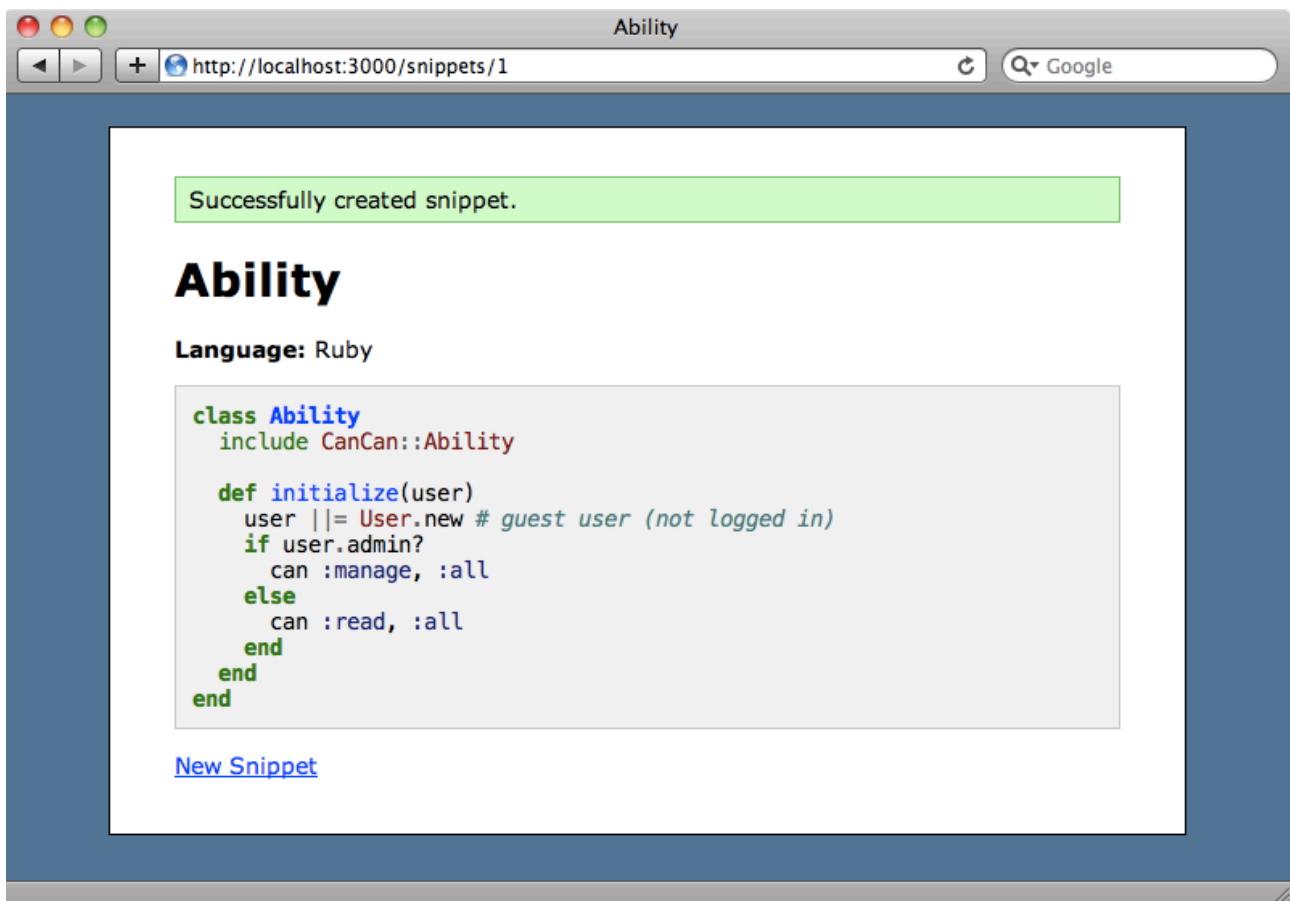 Ability
http://localhost:3000/snippets/1
Google
Successfully created snippet.
Ability
Language: Ruby
class Ability
  include CanCan::Ability

  def initialize(user)
    user ||= User.new # guest user (not logged in)
    if user.admin?
      can :manage, :all
    else
      can :read, :all
    end
  end
end
New Snippet